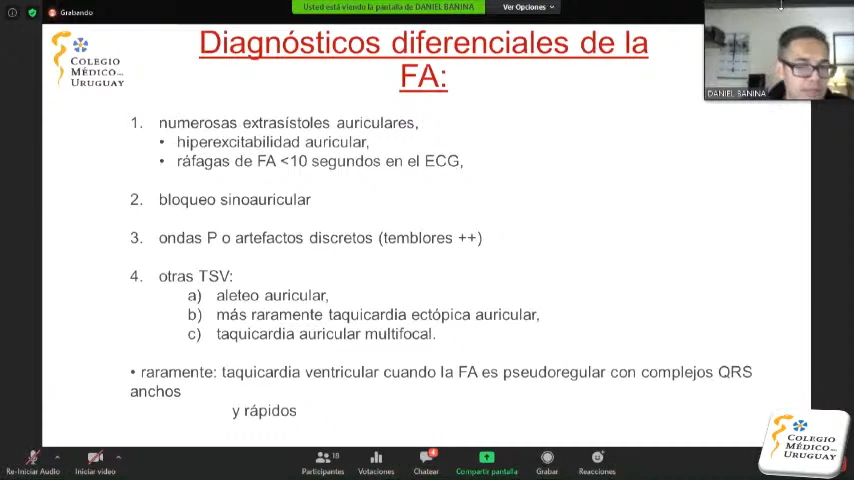 Grabando
Usted está viendo la pantalla de DANIEL BANINA
Ver Opciones
COLEGIO
MÉDICO DEL
URUGUAY
Diagnósticos diferenciales de la
FA:
DANIEL BANINA
1. numerosas extrasístoles auriculares,
• hiperexcitabilidad auricular,
• ráfagas de FA <10 segundos en el ECG,
2. bloqueo sinoauricular
3. ondas P o artefactos discretos (temblores ++)
4. otras TSV:
a) aleteo auricular,
b) más raramente taquicardia ectópica auricular,
c) taquicardia auricular multifocal.
• raramente: taquicardia ventricular cuando la FA es pseudoregular con complejos QRS
anchos
y rápidos
COLEGIO
MÉDICO DEL
URUGUAY
18
4
Re-Iniciar Audio
Iniciar video
Participantes
Votaciones
Chatear
Compartir pantalla
Grabar
Reacciones